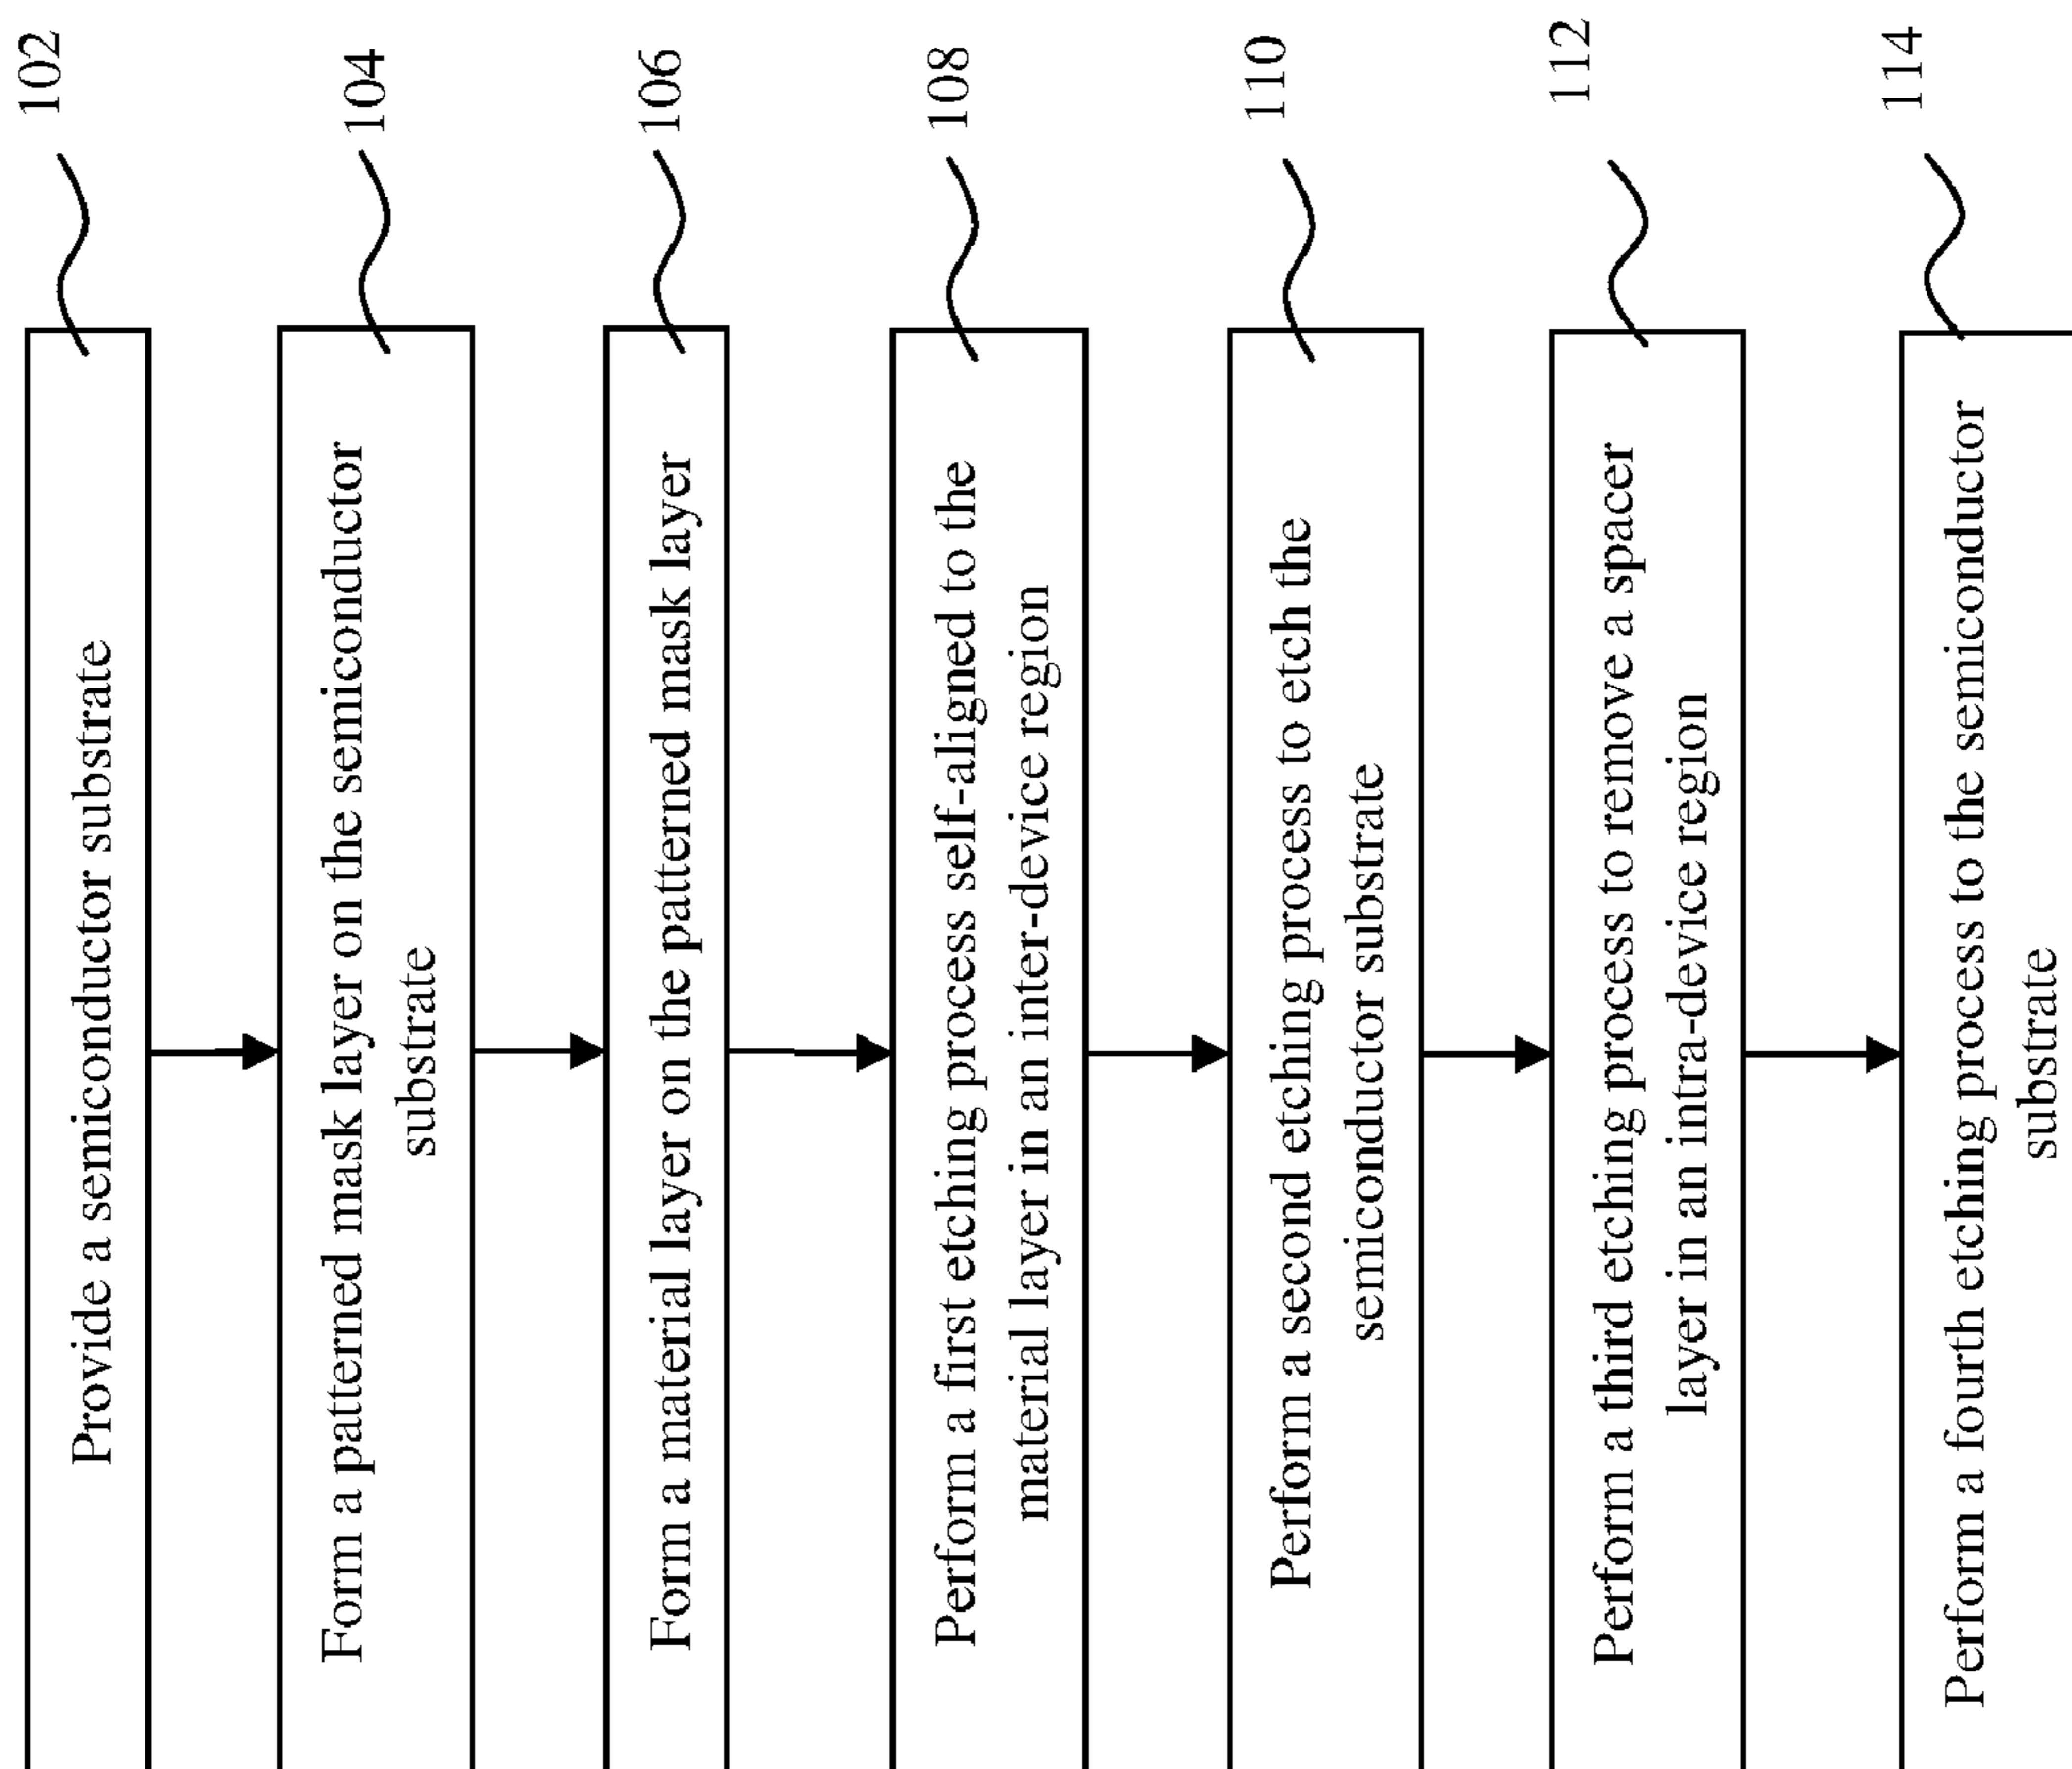 102
Provide a semiconductor substrate
104
Form a patterned mask layer on the semiconductor
substrate
106
Form a material layer on the patterned mask layer
108
Perform a first etching process self-aligned to the
material layer in an inter-device region
110
Perform a second etching process to etch the
semiconductor substrate
112
Perform a third etching process to remove a spacer
layer in an intra-device region
114
Perform a fourth etching process to the semiconductor
substrate